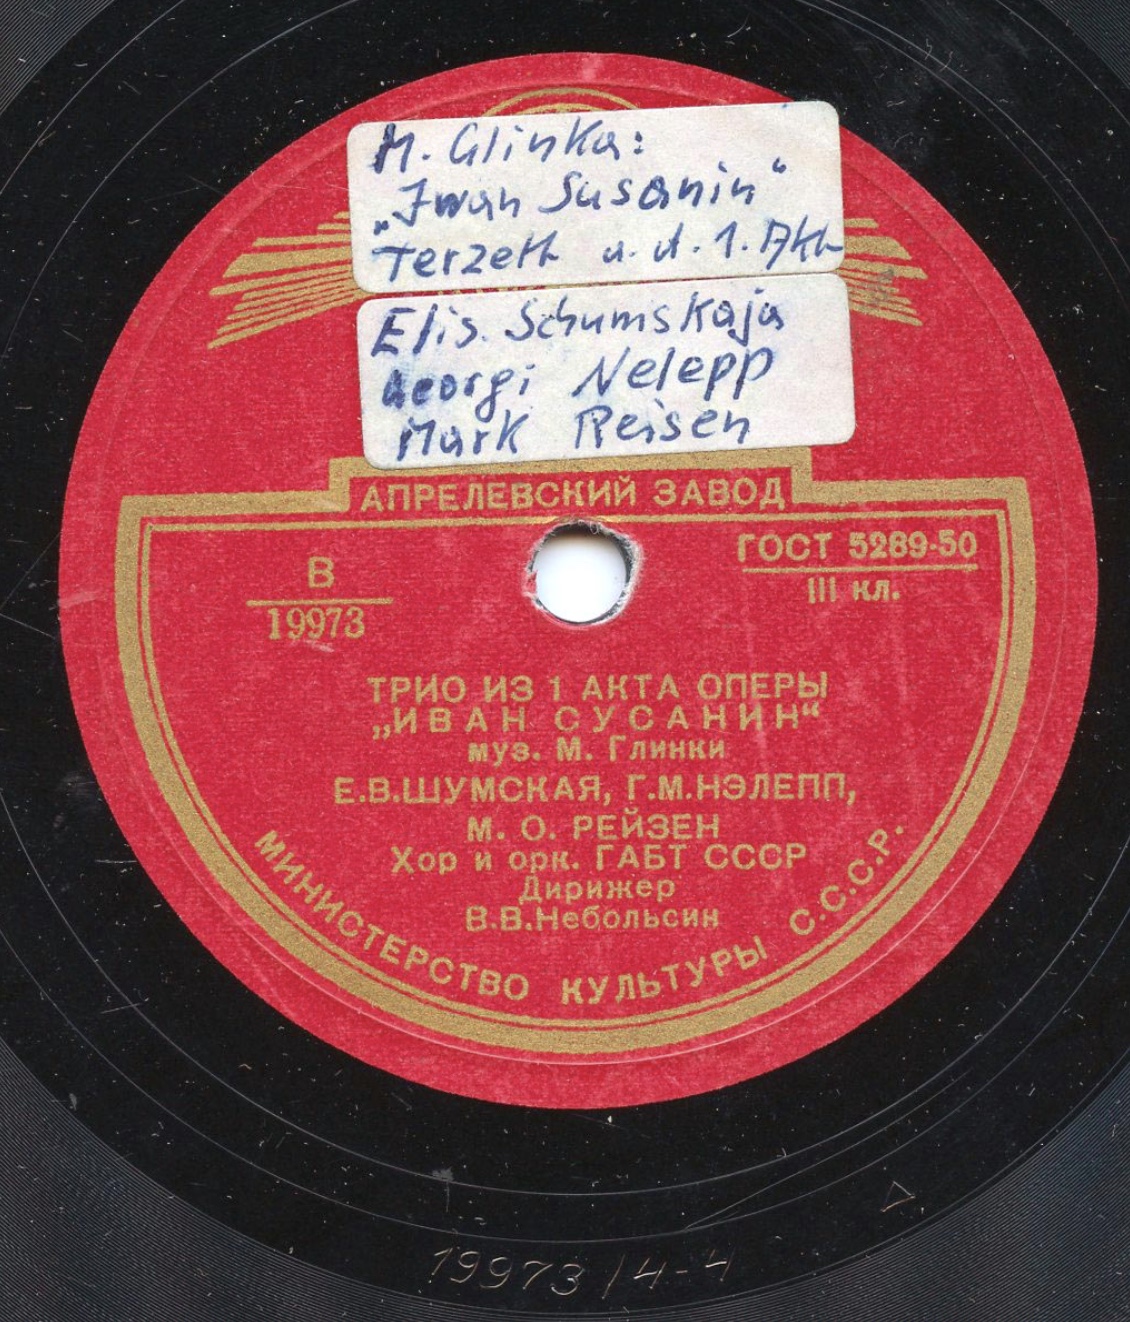 M. Glinka:
„Iwan Susanin“
Terzett a. d. 1. Akt
Elis. Schumskaja
Georgi Nelepp
Mark Reisen
АПРЕЛЕВСКИЙ ЗАВОД
В
19973
ГОСТ 5289-50
III кл.
ТРИО ИЗ 1 АКТА ОПЕРЫ
„ИВАН СУСАНИН“
муз. М. Глинки
Е.В.ШУМСКАЯ, Г.М.НЭЛЕПП,
М. О. РЕЙЗЕН
Хор и орк. ГАБТ СССР
Дирижер
В.В.Небольсин
МИНИСТЕРСТВО КУЛЬТУРЫ С.С.С.Р.
19973/4-4